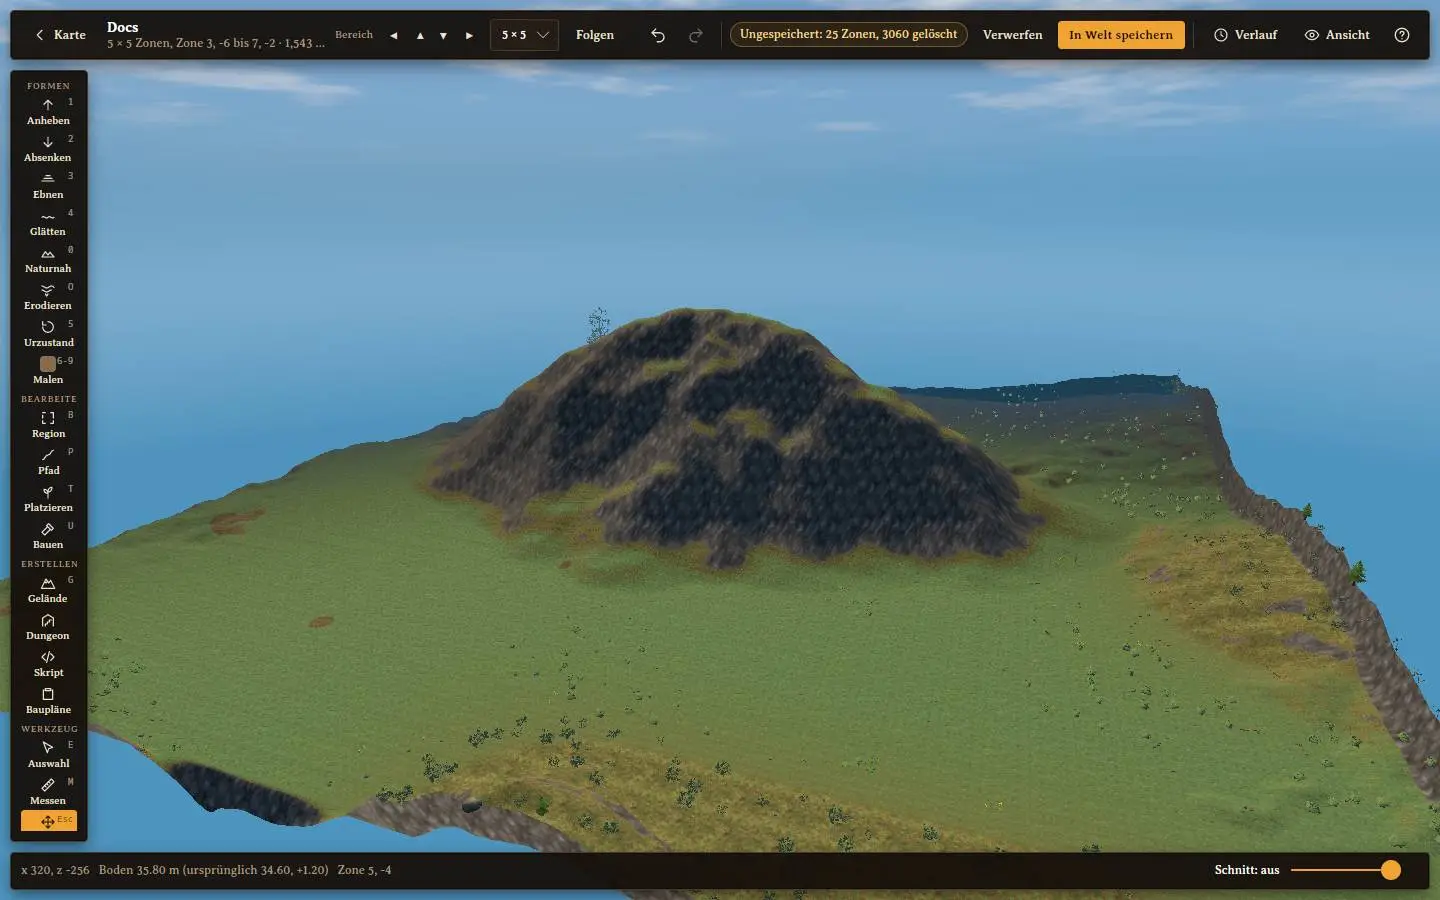 Karte
Docs
5 × 5 Zonen, Zone 3, -6 bis 7, -2 · 1,543 ...
Bereich
5 × 5
Folgen
Ungespeichert: 25 Zonen, 3060 gelöscht
Verwerfen
In Welt speichern
Verlauf
Ansicht
FORMEN
1
Anheben
2
Absenken
3
Ebnen
4
Glätten
0
Naturnah
O
Erodieren
5
Urzustand
6-9
Malen
BEARBEITE
B
Region
P
Pfad
T
Platzieren
U
Bauen
ERSTELLEN
G
Gelände
Dungeon
Skript
Baupläne
WERKZEUG
E
Auswahl
M
Messen
Esc
x 320, z -256 Boden 35.80 m (ursprünglich 34.60, +1.20) Zone 5, -4
Schnitt: aus